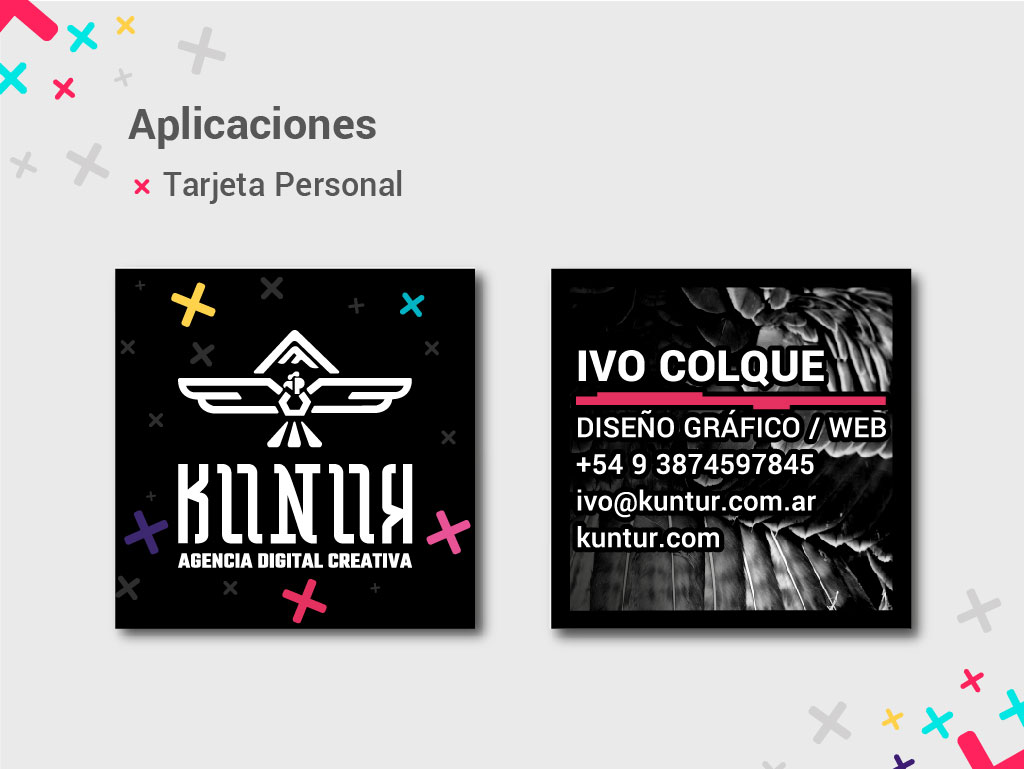 Aplicaciones
Tarjeta Personal
KUNTUR
AGENCIA DIGITAL CREATIVA
IVO COLQUE
DISEÑO GRÁFICO / WEB
+54 9 3874597845
ivo@kuntur.com.ar
kuntur.com